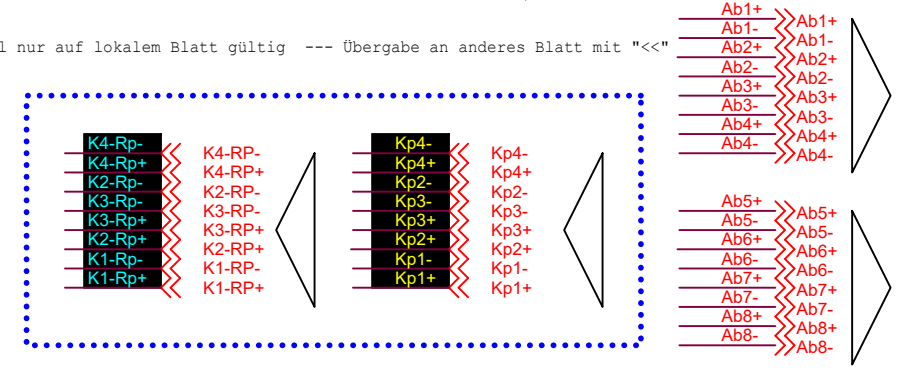 l nur auf lokalem Blatt gültig --- Übergabe an anderes Blatt mit "<<"
K4-Rp- K4-RP-
K4-Rp+ K4-RP+
K2-Rp- K2-RP-
K3-Rp- K3-RP-
K3-Rp+ K3-RP+
K2-Rp+ K2-RP+
K1-Rp- K1-RP-
K1-Rp+ K1-RP+
Kp4- Kp4-
Kp4+ Kp4+
Kp2- Kp2-
Kp3- Kp3-
Kp3+ Kp3+
Kp2+ Kp2+
Kp1- Kp1-
Kp1+ Kp1+
Ab1+ Ab1+
Ab1- Ab1-
Ab2+ Ab2+
Ab2- Ab2-
Ab3+ Ab3+
Ab3- Ab3-
Ab4+ Ab4+
Ab4- Ab4-
Ab5+ Ab5+
Ab5- Ab5-
Ab6+ Ab6+
Ab6- Ab6-
Ab7+ Ab7+
Ab7- Ab7-
Ab8+ Ab8+
Ab8- Ab8-